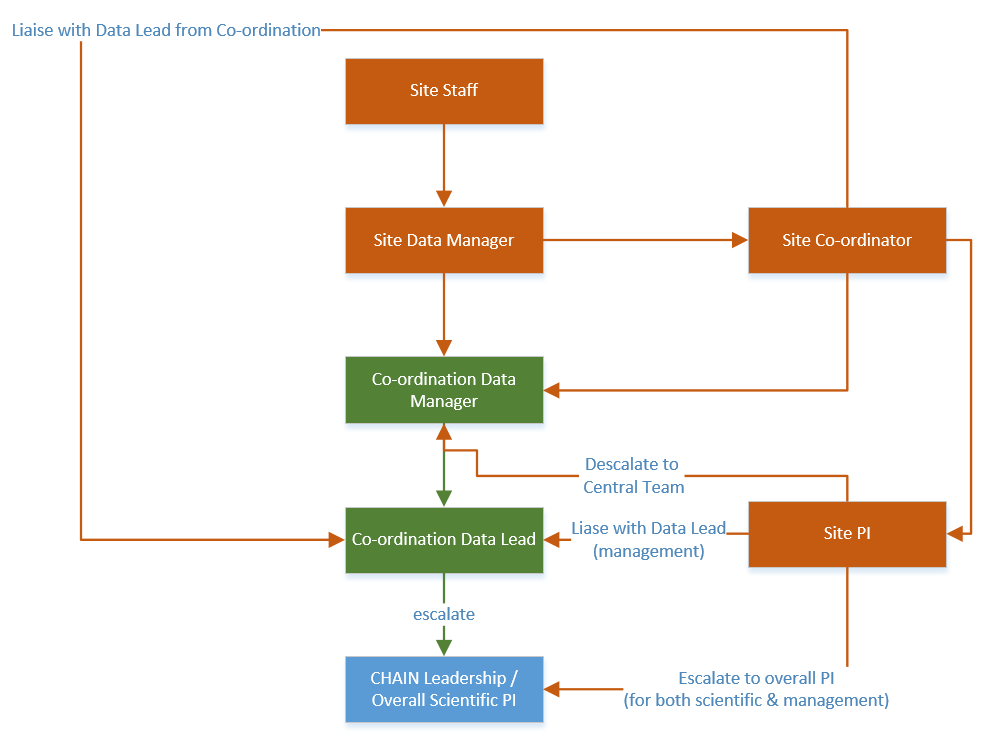 Liaise with Data Lead from Co-ordination
Site Staff
Site Data Manager
Site Co-ordinator
Co-ordination Data
Manager
Descalate to
Central Team
Co-ordination Data Lead
Liase with Data Lead
(management)
Site PI
escalate
CHAIN Leadership /
Overall Scientific PI
Escalate to overall PI
(for both scientific & management)